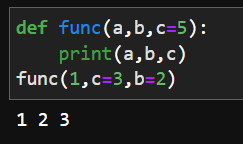 def func(a,b,c=5):
    print(a,b,c)
func(1,c=3,b=2)
1 2 3